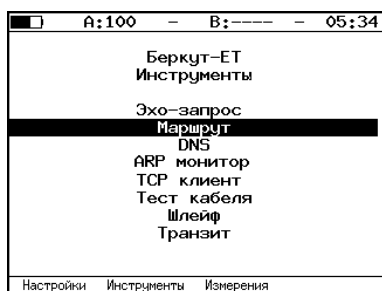 A:100 – B:---- – 05:34
Беркут-ET
Инструменты
Эхо-запрос
Маршрут
DNS
ARP монитор
TCP клиент
Тест кабеля
Шлейф
Транзит
Настройки Инструменты Измерения